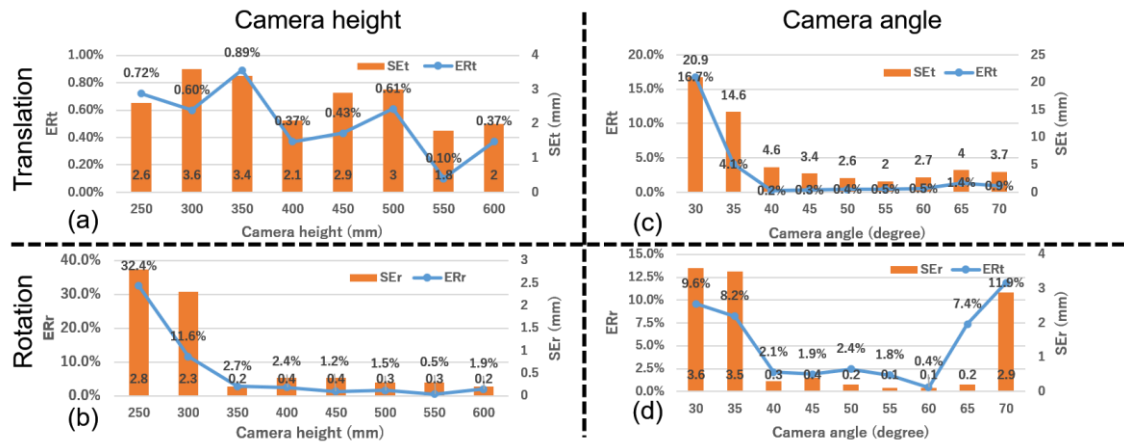 Camera height
Camera angle
Translation
Rotation
(a)
1.00%
0.80%
0.60%
0.40%
0.20%
0.00%
ERt
SEt ERt
0.72% 0.60% 0.89% 0.37% 0.43% 0.61% 0.10% 0.37%
2.6 3.6 3.4 2.1 2.9 3 1.8 2
4
3
2
1
0
SEt (mm)
250 300 350 400 450 500 550 600
Camera height (mm)
(c)
20.0%
15.0%
10.0%
5.0%
0.0%
ERt
SEt ERt
20.9 14.6 4.6 3.4 2.6 2 2.7 4 3.7
16.7% 4.1% 0.2% 0.3% 0.4% 0.5% 0.5% 1.4% 0.9%
25
20
15
10
5
0
SEt (mm)
30 35 40 45 50 55 60 65 70
Camera angle (degree)
(b)
40.0%
30.0%
20.0%
10.0%
0.0%
ERr
SEr ERr
32.4% 11.6% 2.7% 2.4% 1.2% 1.5% 0.5% 1.9%
2.8 2.3 0.2 0.4 0.4 0.3 0.3 0.2
3
2.5
2
1.5
1
0.5
0
SEr (mm)
250 300 350 400 450 500 550 600
Camera height (mm)
(d)
15.0%
12.5%
10.0%
7.5%
5.0%
2.5%
0.0%
ERr
SEr ERt
9.6% 8.2% 2.1% 1.9% 2.4% 1.8% 0.4% 7.4% 11.9%
3.6 3.5 0.3 0.4 0.2 0.1 0.1 0.2 2.9
4
3
2
1
0
SEr (mm)
30 35 40 45 50 55 60 65 70
Camera angle (degree)